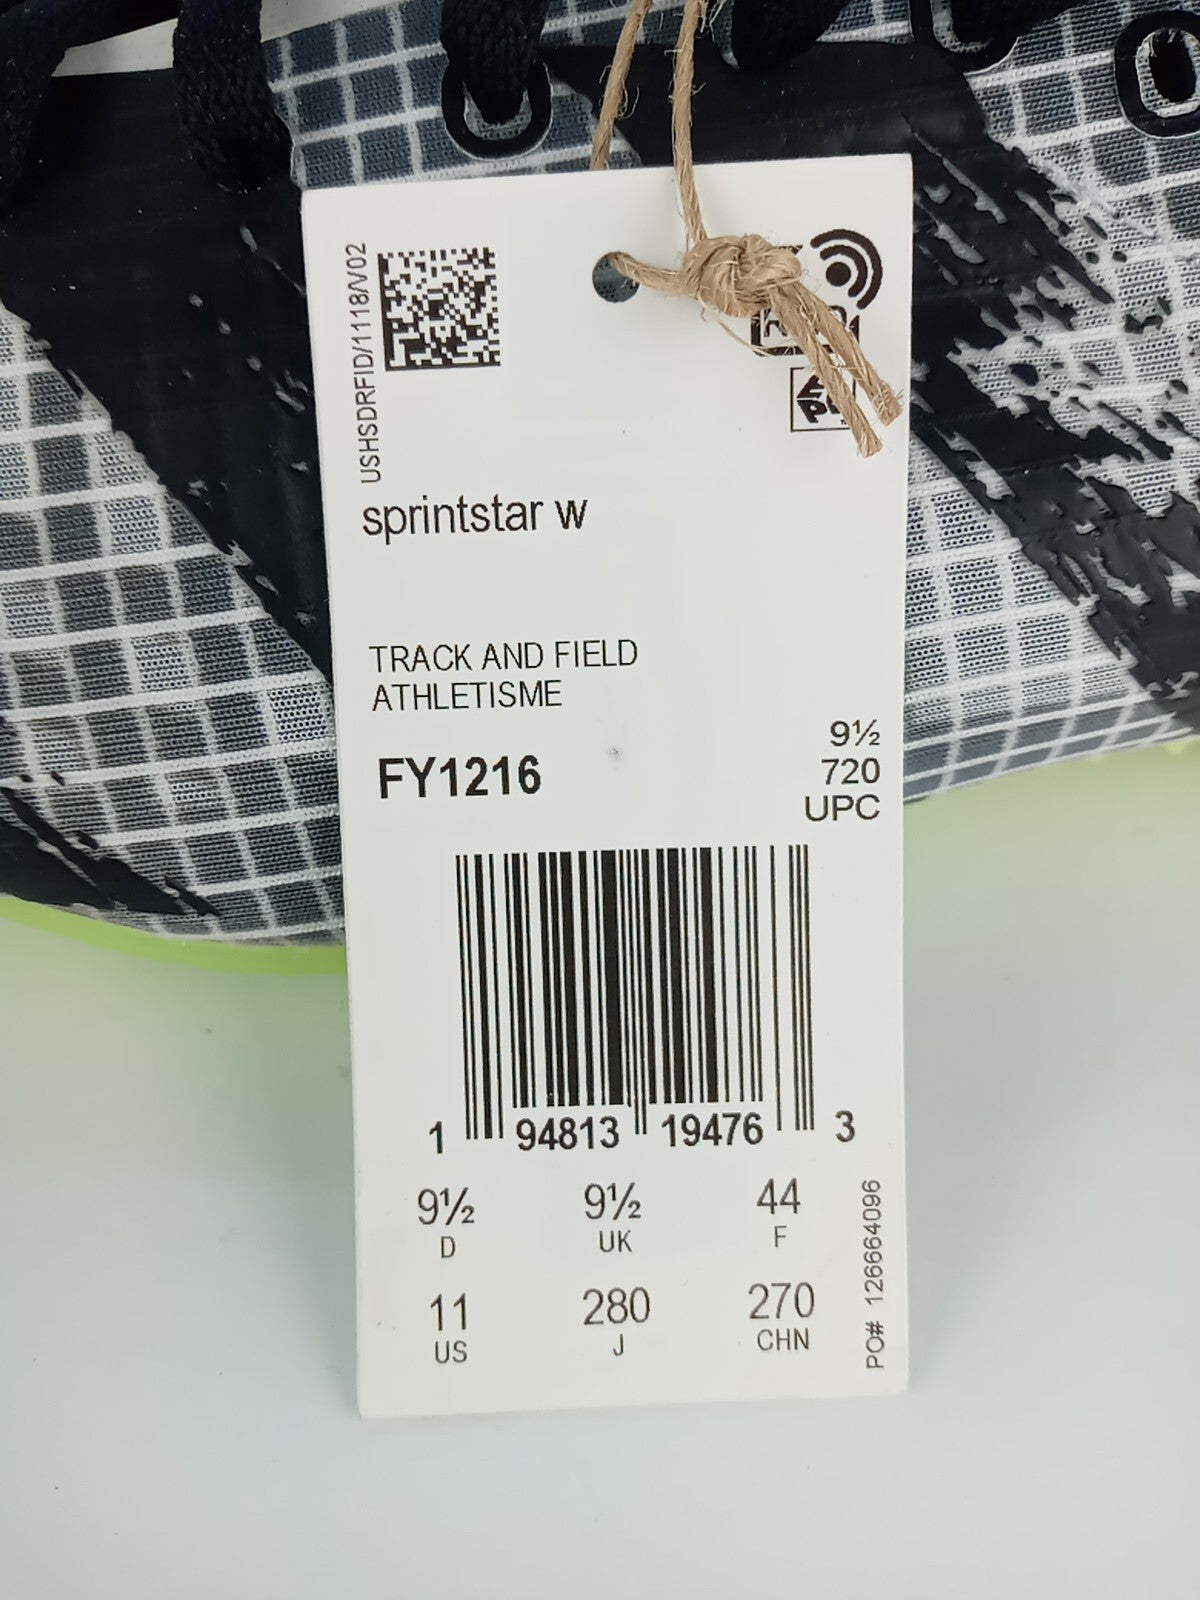 USHSDRFID/1118/V02
sprintstar w
TRACK AND FIELD
ATHLETISME
FY1216
9½
720
UPC
1 94813 19476 3
9½ 9½ 44
D UK F
11 280 270
US J CHN
PO# 126664096